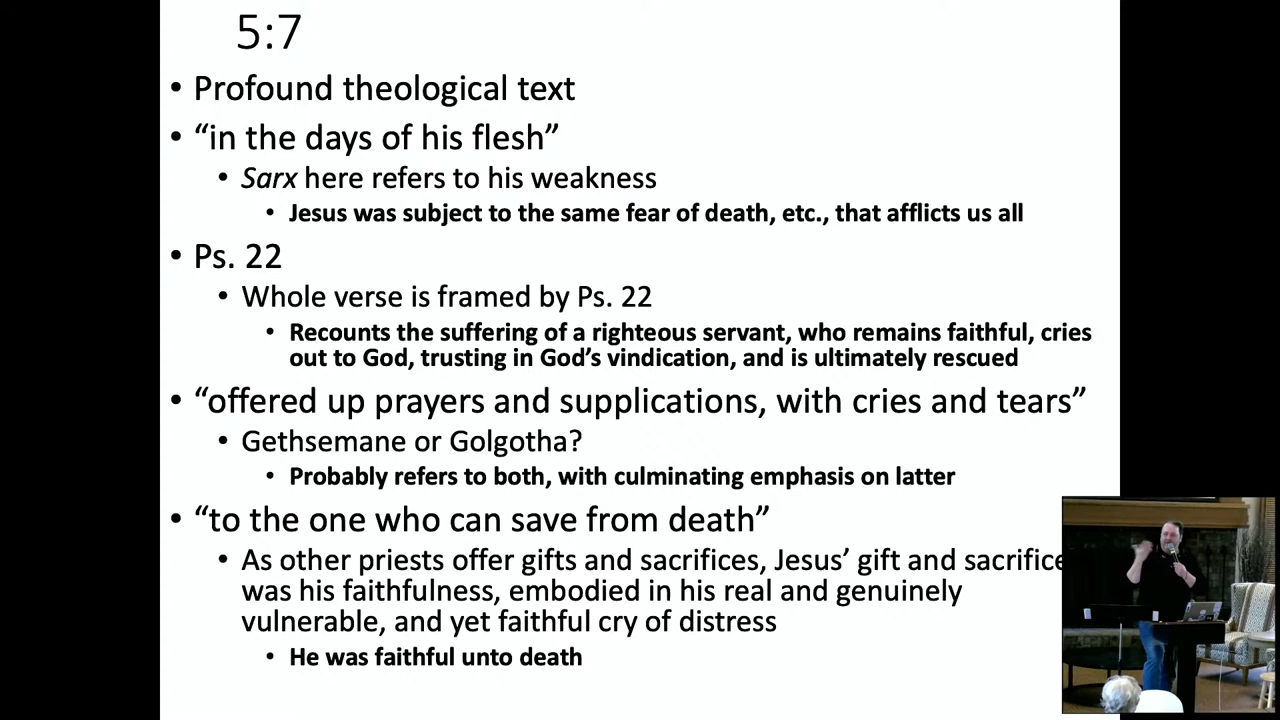 5:7
• Profound theological text
• “in the days of his flesh”
• Sarx here refers to his weakness
• Jesus was subject to the same fear of death, etc., that afflicts us all
• Ps. 22
• Whole verse is framed by Ps. 22
• Recounts the suffering of a righteous servant, who remains faithful, cries
out to God, trusting in God’s vindication, and is ultimately rescued
• “offered up prayers and supplications, with cries and tears”
• Gethsemane or Golgotha?
• Probably refers to both, with culminating emphasis on latter
• “to the one who can save from death”
• As other priests offer gifts and sacrifices, Jesus’ gift and sacrifice
was his faithfulness, embodied in his real and genuinely
vulnerable, and yet faithful cry of distress
• He was faithful unto death